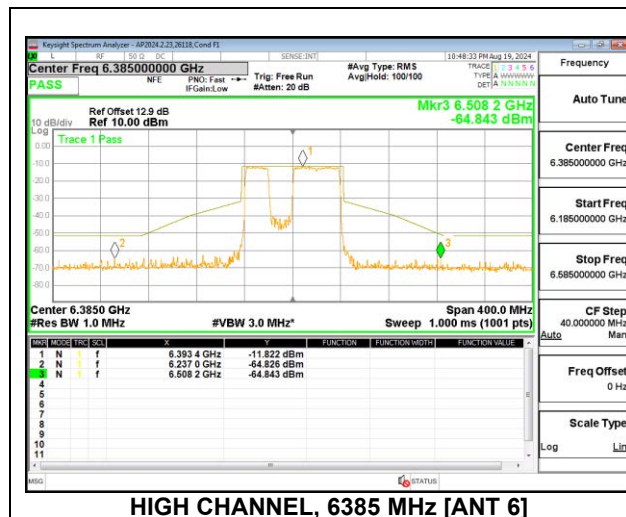 Keysight Spectrum Analyzer - AP2024.2.23,26118,Cond F1
L RF 50 Ω DC SENSE:INT 10:48:33 PM Aug 19, 2024
Center Freq 6.385000000 GHz #Avg Type: RMS TRACE 1 2 3 4 5 6
NFE PNO: Fast Trig: Free Run Avg|Hold: 100/100 TYPE A WWWWW
PASS IFGain:Low #Atten: 20 dB DET A N N N N N
Ref Offset 12.9 dB Mkr3 6.508 2 GHz
10 dB/div Ref 10.00 dBm -64.843 dBm
Log
Trace 1 Pass
0.00
-10.0
-20.0
-30.0
-40.0
-50.0
-60.0
-70.0
-80.0
1
2
3
Center 6.3850 GHz Span 400.0 MHz
#Res BW 1.0 MHz #VBW 3.0 MHz* Sweep 1.000 ms (1001 pts)
MKR MODE TRC SCL X Y FUNCTION FUNCTION WIDTH FUNCTION VALUE
1 N 1 f 6.393 4 GHz -11.822 dBm
2 N 1 f 6.237 0 GHz -64.826 dBm
3 N 1 f 6.508 2 GHz -64.843 dBm
4
5
6
7
8
9
10
11
MSG STATUS
Frequency
Auto Tune
Center Freq
6.385000000 GHz
Start Freq
6.185000000 GHz
Stop Freq
6.585000000 GHz
CF Step
40.000000 MHz
Auto Man
Freq Offset
0 Hz
Scale Type
Log Lin
HIGH CHANNEL, 6385 MHz [ANT 6]